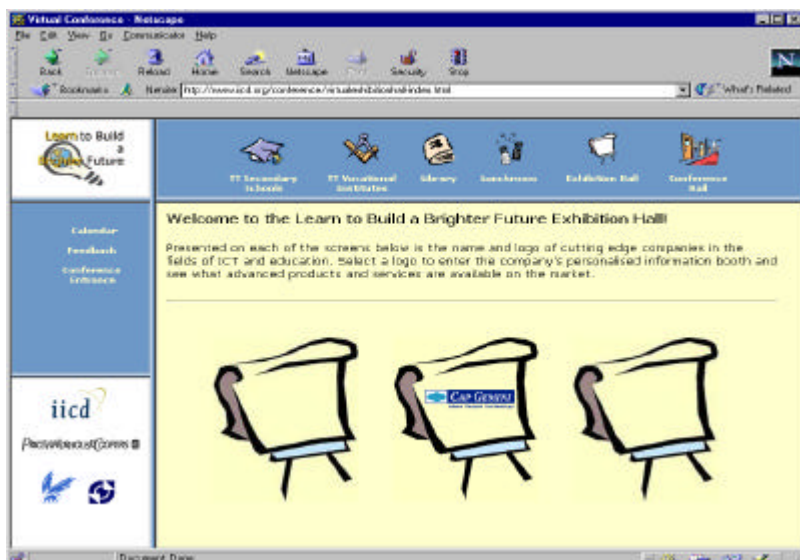 Virtual Conference - Netscape
File Edit View Go Communicator Help
Back Reload Home Search Netscape Security Stop
Bookmarks http://www.iicd.org/conference/virtualexhibitionhall/index.html What's Related
Learn to Build
a
Brighter Future
IT Secondary
Schools
IT Vocational
Institutes
Library
Lunchroom
Exhibition Hall
Conference
Hall
Calendar
Feedback
Conference
Entrance
Welcome to the Learn to Build a Brighter Future Exhibition Hall!
Presented on each of the screens below is the name and logo of cutting edge companies in the
fields of ICT and education. Select a logo to enter the company's personalised information booth and
see what advanced products and services are available on the market.
CAP GEMINI
iicd
PRICEWATERHOUSECOOPERS
Document: Done